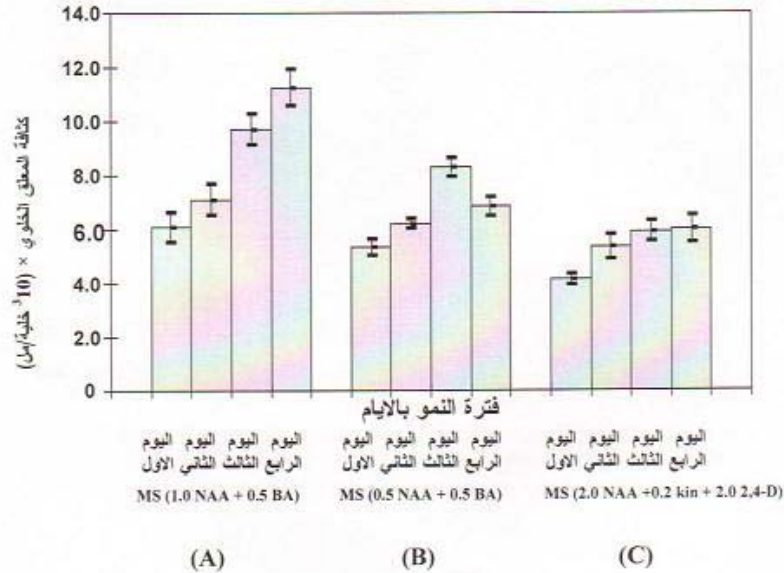 14.0
12.0
10.0
8.0
6.0
4.0
2.0
0
كثافة المعلق الخلوي × (10³ خلية/مل)
فترة النمو بالايام
اليوم اليوم اليوم اليوم
الاول الثاني الثالث الرابع
اليوم اليوم اليوم اليوم
الاول الثاني الثالث الرابع
اليوم اليوم اليوم اليوم
الاول الثاني الثالث الرابع
MS (1.0 NAA + 0.5 BA) MS (0.5 NAA + 0.5 BA) MS (2.0 NAA +0.2 kin + 2.0 2,4-D)
(A) (B) (C)